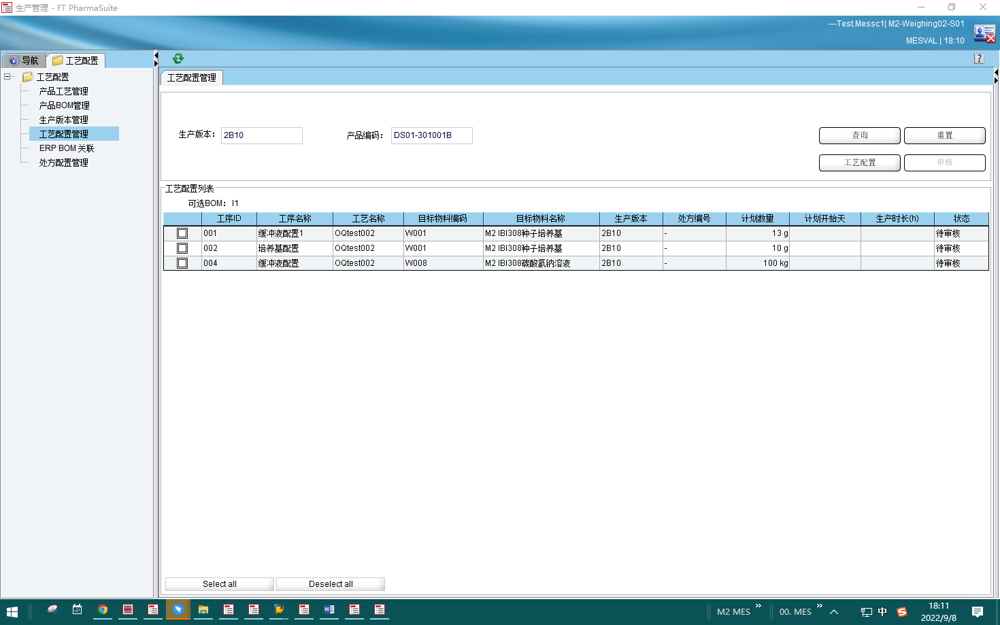 生产管理 - FT PharmaSuite
---Test.Messc1| M2-Weighing02-S01
MESVAL | 18:10
导航
工艺配置
工艺配置
产品工艺管理
产品BOM管理
生产版本管理
工艺配置管理
ERP BOM 关联
处方配置管理
?
工艺配置管理
生产版本： 2B10 产品编码： DS01-301001B 查询 重置
工艺配置 审核
工艺配置列表
可选BOM： I1
工序ID 工序名称 工艺名称 目标物料编码 目标物料名称 生产版本 处方编号 计划数量 计划开始天 生产时长(h) 状态
001 缓冲液配置1 OQtest002 W001 M2 IBI308种子培养基 2B10 - 13 g 待审核
002 培养基配置 OQtest002 W001 M2 IBI308种子培养基 2B10 - 10 g 待审核
004 缓冲液配置 OQtest002 W008 M2 IBI308碳酸氢钠溶液 2B10 - 100 kg 待审核
Select all Deselect all
M2 MES » 00. MES » 中 18:11
2022/9/8